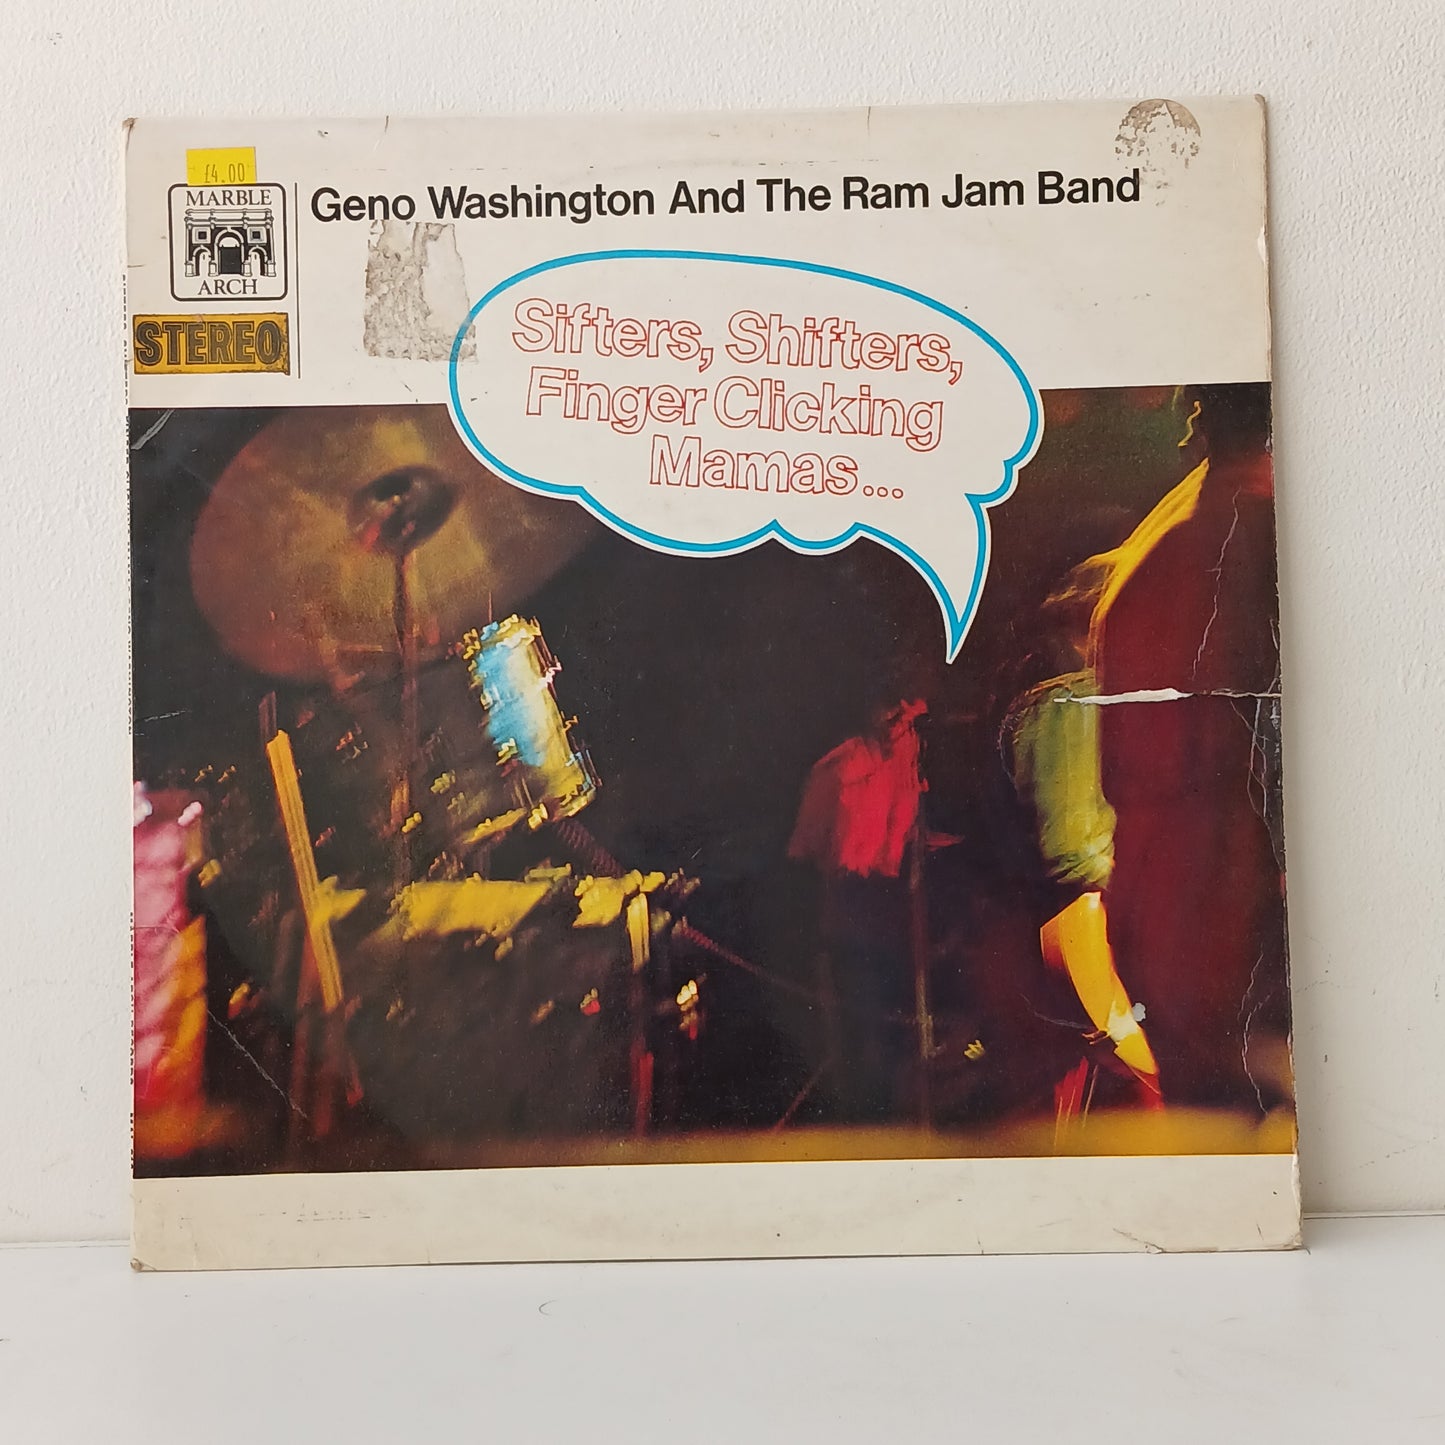 £4.00
MARBLE
ARCH
STEREO
Geno Washington And The Ram Jam Band
Sifters, Shifters,
Finger Clicking
Mamas...